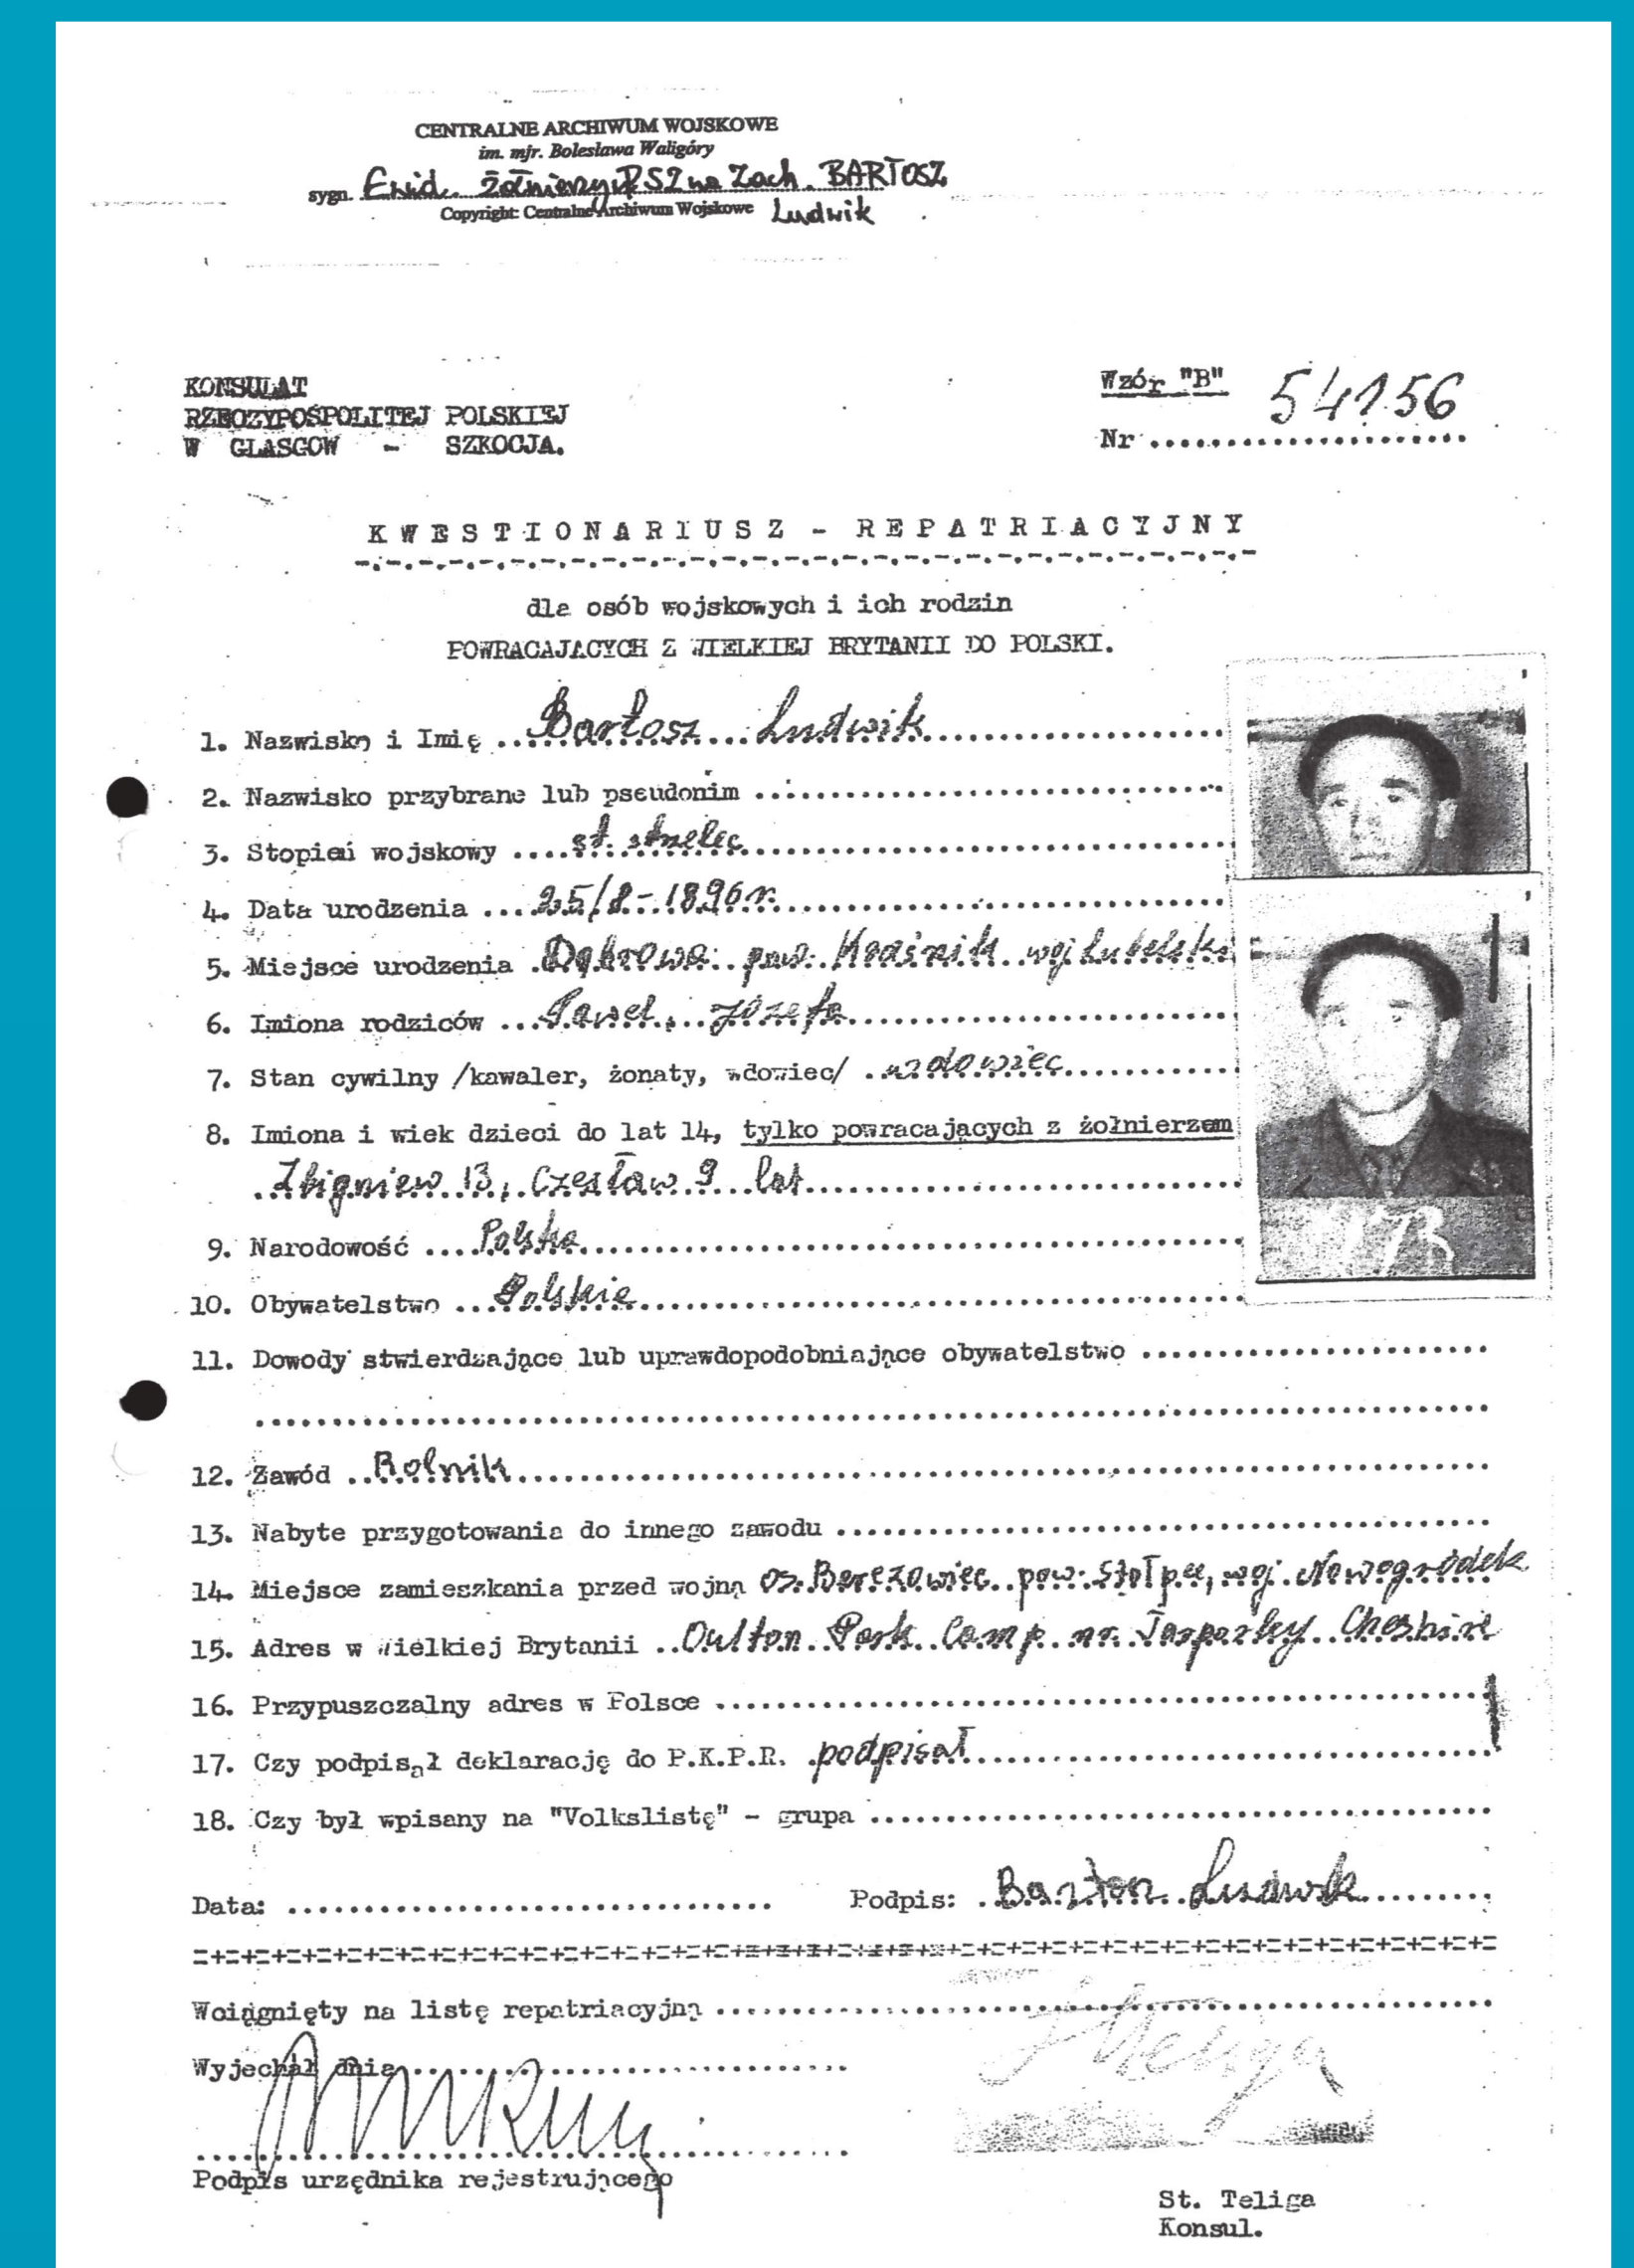 CENTRALNE ARCHIWUM WOJSKOWE
im. mjr. Bolesława Waligóry
sygn. Ewid. żołnierzy PSZ na Zach. BARTOSZ
Copyright: Centralne Archiwum Wojskowe Ludwik
KONSULAT
RZECZYPOSPOLITEJ POLSKIEJ
W GLASGOW - SZKOCJA.
Wzór "B" 54156
Nr
KWESTIONARIUSZ - REPATRIACYJNY
dla osób wojskowych i ich rodzin
POWRACAJĄCYCH Z WIELKIEJ BRYTANII DO POLSKI.
1. Nazwisko i Imię Bartosz Ludwik
2. Nazwisko przybrane lub pseudonim
3. Stopień wojskowy st. strzelec
4. Data urodzenia 25/8-1896 r.
5. Miejsce urodzenia Dąbrowa pow. Kraśnik woj Lubelski
6. Imiona rodziców Paweł, Józefa
7. Stan cywilny /kawaler, żonaty, wdowiec/ wdowiec
8. Imiona i wiek dzieci do lat 14, tylko powracających z żołnierzem
Zbigniew 13, Czesław 9 lat
9. Narodowość Polska
10. Obywatelstwo Polskie
173
11. Dowody stwierdzające lub uprawdopodobniające obywatelstwo
12. Zawód Rolnik
13. Nabyte przygotowania do innego zawodu
14. Miejsce zamieszkania przed wojną os. Berezowiec pow. Stołpce, woj. Nowogródek
15. Adres w Wielkiej Brytanii Oulton Park Camp nr. Tarporley Cheshire
16. Przypuszczalny adres w Polsce
17. Czy podpisał deklarację do P.K.P.R. podpisał
18. Czy był wpisany na "Volkslistę" - grupa
Data: Podpis: Bartosz Ludwik
=+=+=+=+=+=+=+=+=+=+=+=+=+=+=+=+=+=+=+=+=+=+=+=+=+=+=+=+=+=+=+=+=+=+=+=+=+=+=+=+=+=
Wciągnięty na listę repatriacyjną
Wyjechał dnia
Podpis urzędnika rejestrującego
St. Teliga
Konsul.